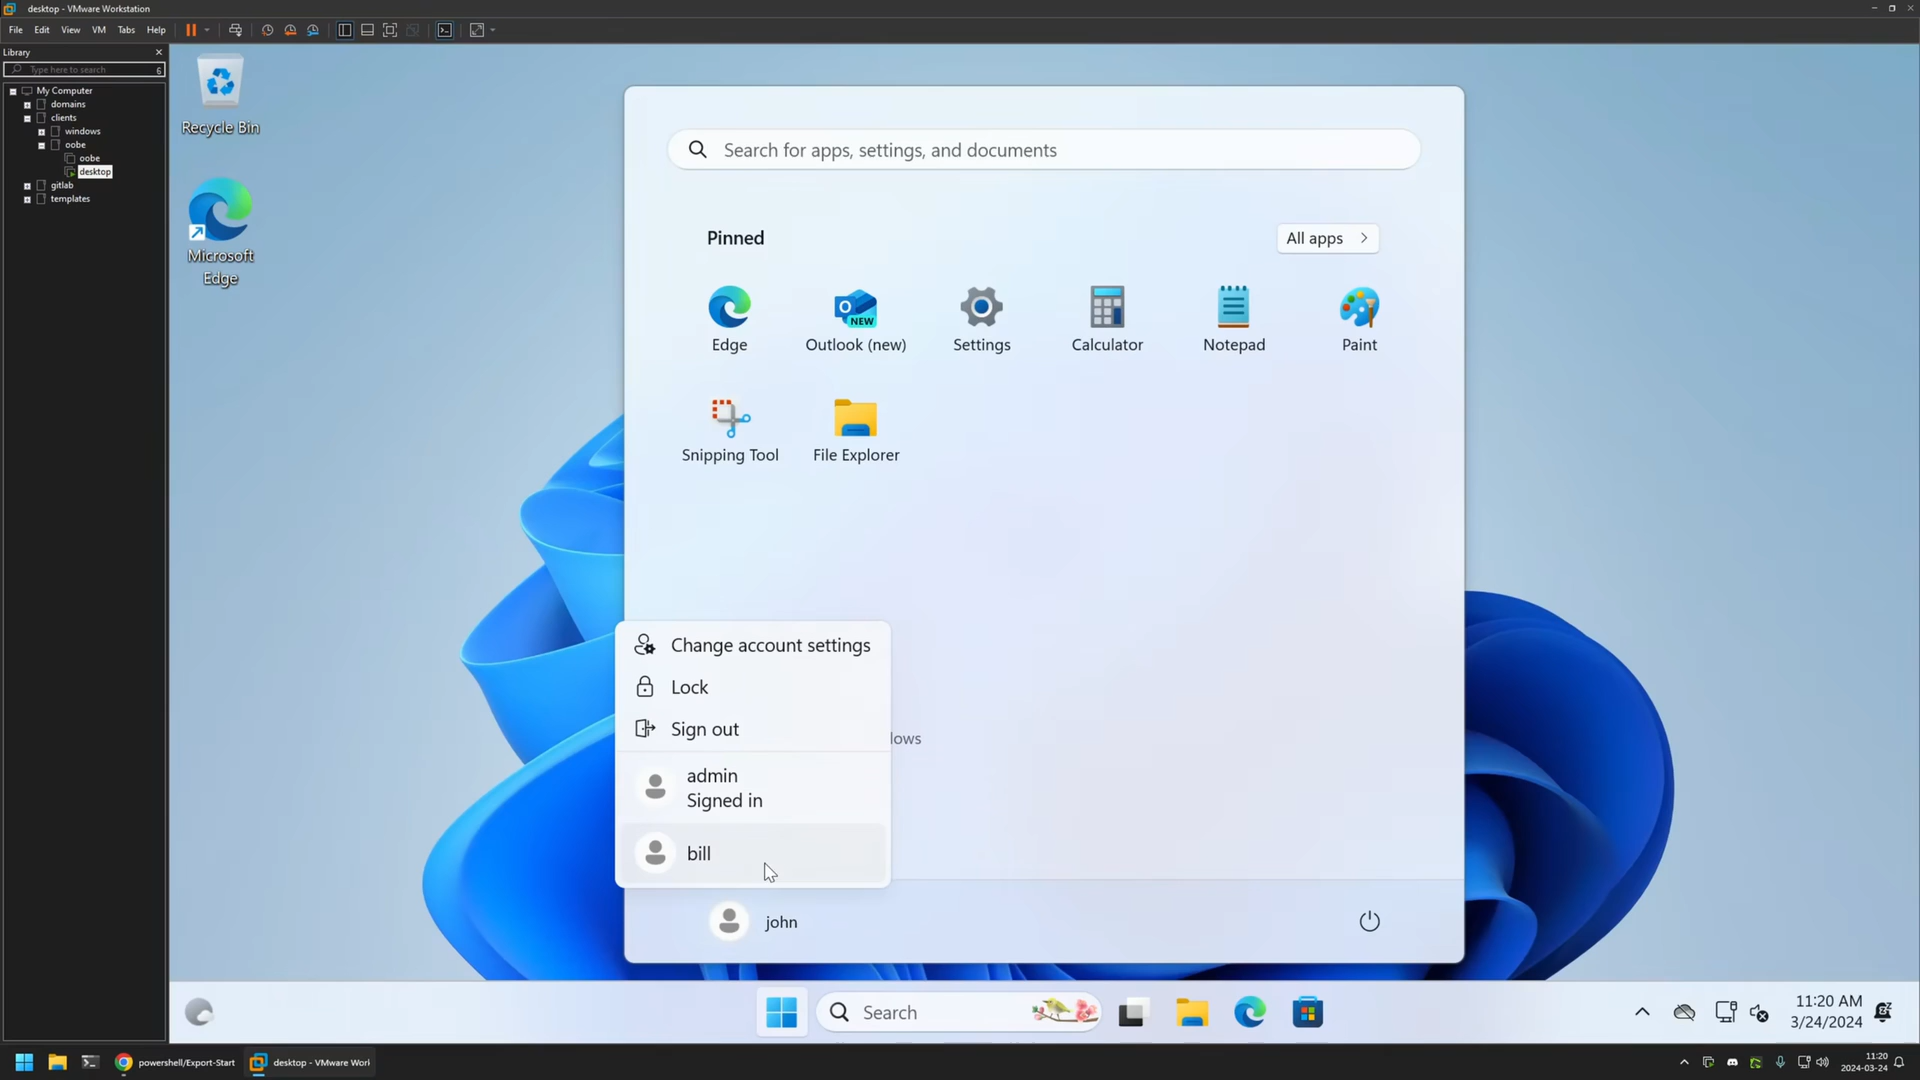 desktop - VMware Workstation
File Edit View VM Tabs Help
Library
Type here to search
6
My Computer
domains
clients
windows
oobe
oobe
desktop
gitlab
templates
Recycle Bin
Microsoft
Edge
Search for apps, settings, and documents
Pinned
All apps
Edge
Outlook (new)
NEW
Settings
Calculator
Notepad
Paint
Snipping Tool
File Explorer
Change account settings
Lock
Sign out
lows
admin
Signed in
bill
john
Search
11:20 AM
3/24/2024
powershell/Export-Start
desktop - VMware Work
11:20
2024-03-24